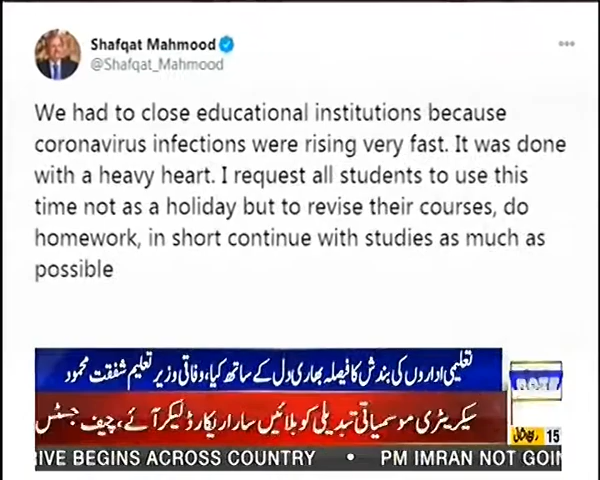 Shafqat Mahmood
@Shafqat_Mahmood
We had to close educational institutions because
coronavirus infections were rising very fast. It was done
with a heavy heart. I request all students to use this
time not as a holiday but to revise their courses, do
homework, in short continue with studies as much as
possible
تعلیمی اداروں کی بندش کا فیصلہ بھاری دل کے ساتھ کیا، وفاقی وزیر تعلیم شفقت محمود
سیکریٹری موسمیاتی تبدیلی کو بلائیں سارا ریکارڈ لیکر آئے، چیف جسٹس
15
RIVE BEGINS ACROSS COUNTRY • PM IMRAN NOT GOIN